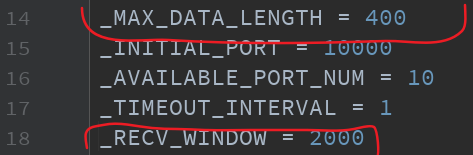 14 _MAX_DATA_LENGTH = 400
15 _INITIAL_PORT = 10000
16 _AVAILABLE_PORT_NUM = 10
17 _TIMEOUT_INTERVAL = 1
18 _RECV_WINDOW = 2000